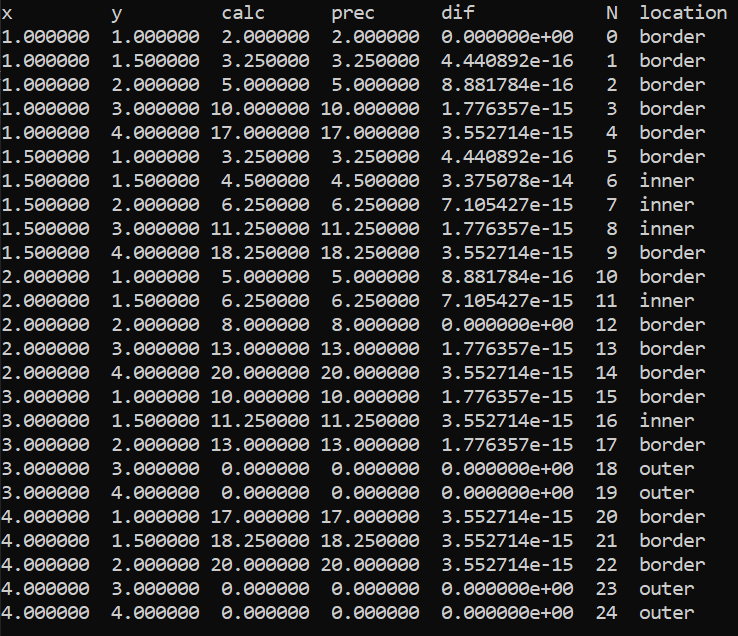 x y calc prec dif N location
1.000000 1.000000 2.000000 2.000000 0.000000e+00 0 border
1.000000 1.500000 3.250000 3.250000 4.440892e-16 1 border
1.000000 2.000000 5.000000 5.000000 8.881784e-16 2 border
1.000000 3.000000 10.000000 10.000000 1.776357e-15 3 border
1.000000 4.000000 17.000000 17.000000 3.552714e-15 4 border
1.500000 1.000000 3.250000 3.250000 4.440892e-16 5 border
1.500000 1.500000 4.500000 4.500000 3.375078e-14 6 inner
1.500000 2.000000 6.250000 6.250000 7.105427e-15 7 inner
1.500000 3.000000 11.250000 11.250000 1.776357e-15 8 inner
1.500000 4.000000 18.250000 18.250000 3.552714e-15 9 border
2.000000 1.000000 5.000000 5.000000 8.881784e-16 10 border
2.000000 1.500000 6.250000 6.250000 7.105427e-15 11 inner
2.000000 2.000000 8.000000 8.000000 0.000000e+00 12 border
2.000000 3.000000 13.000000 13.000000 1.776357e-15 13 border
2.000000 4.000000 20.000000 20.000000 3.552714e-15 14 border
3.000000 1.000000 10.000000 10.000000 1.776357e-15 15 border
3.000000 1.500000 11.250000 11.250000 3.552714e-15 16 inner
3.000000 2.000000 13.000000 13.000000 1.776357e-15 17 border
3.000000 3.000000 0.000000 0.000000 0.000000e+00 18 outer
3.000000 4.000000 0.000000 0.000000 0.000000e+00 19 outer
4.000000 1.000000 17.000000 17.000000 3.552714e-15 20 border
4.000000 1.500000 18.250000 18.250000 3.552714e-15 21 border
4.000000 2.000000 20.000000 20.000000 3.552714e-15 22 border
4.000000 3.000000 0.000000 0.000000 0.000000e+00 23 outer
4.000000 4.000000 0.000000 0.000000 0.000000e+00 24 outer